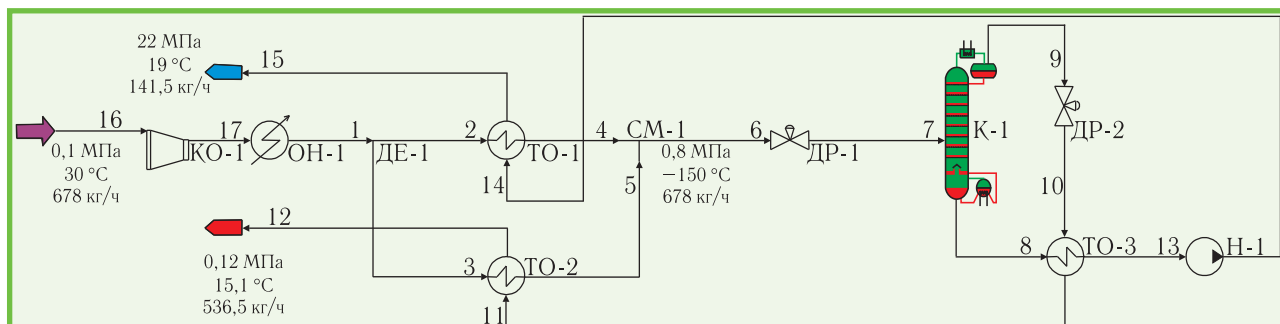 22 МПа
19 °C
141,5 кг/ч
15
9
16
17
1
2
4
СМ-1
6
7
К-1
ДР-2
КО-1
ОН-1
ДЕ-1
ТО-1
ДР-1
0,1 МПа
30 °C
678 кг/ч
0,8 МПа
−150 °C
678 кг/ч
14
5
10
12
0,12 МПа
15,1 °C
536,5 кг/ч
3
ТО-2
8
ТО-3
13
Н-1
11